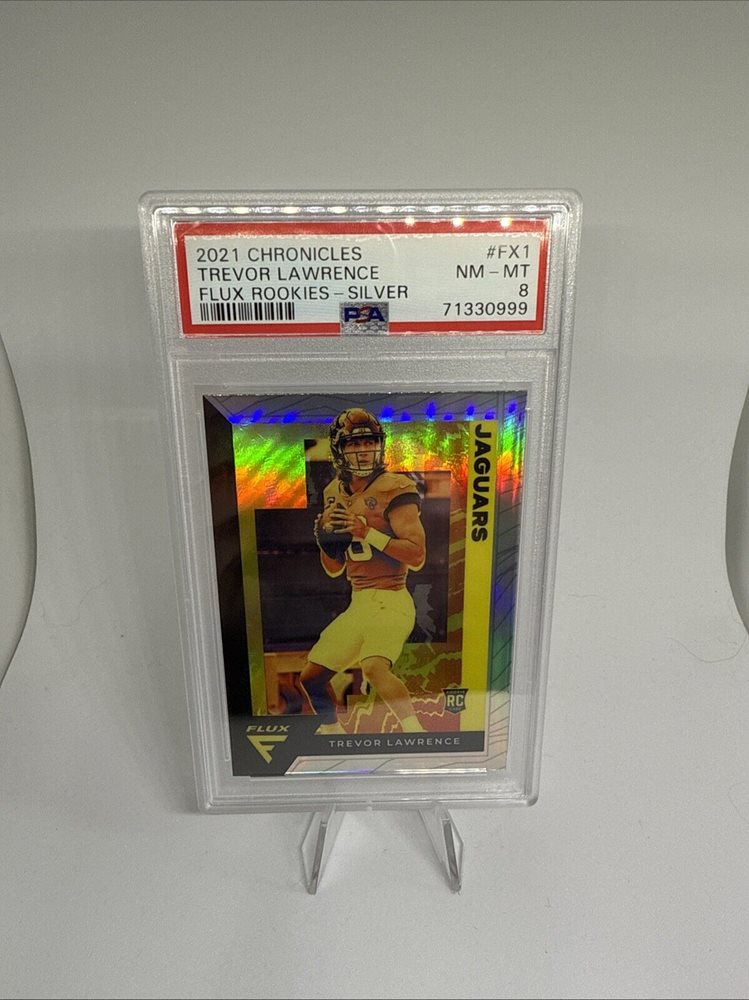 2021 CHRONICLES #FX1
TREVOR LAWRENCE NM - MT
FLUX ROOKIES - SILVER 8
PSA 71330999
JAGUARS
RC
FLUX
TREVOR LAWRENCE